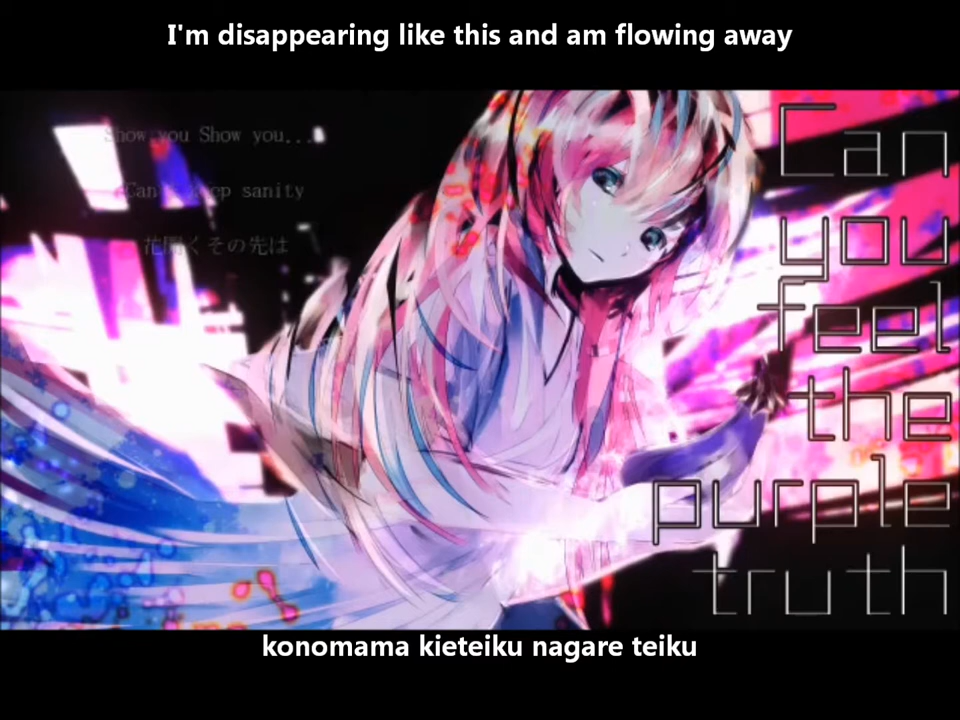 I'm disappearing like this and am flowing away
Show you Show you...
Can't keep sanity
花開くその先は
Can
you
feel
the
purple
truth
konomama kieteiku nagare teiku